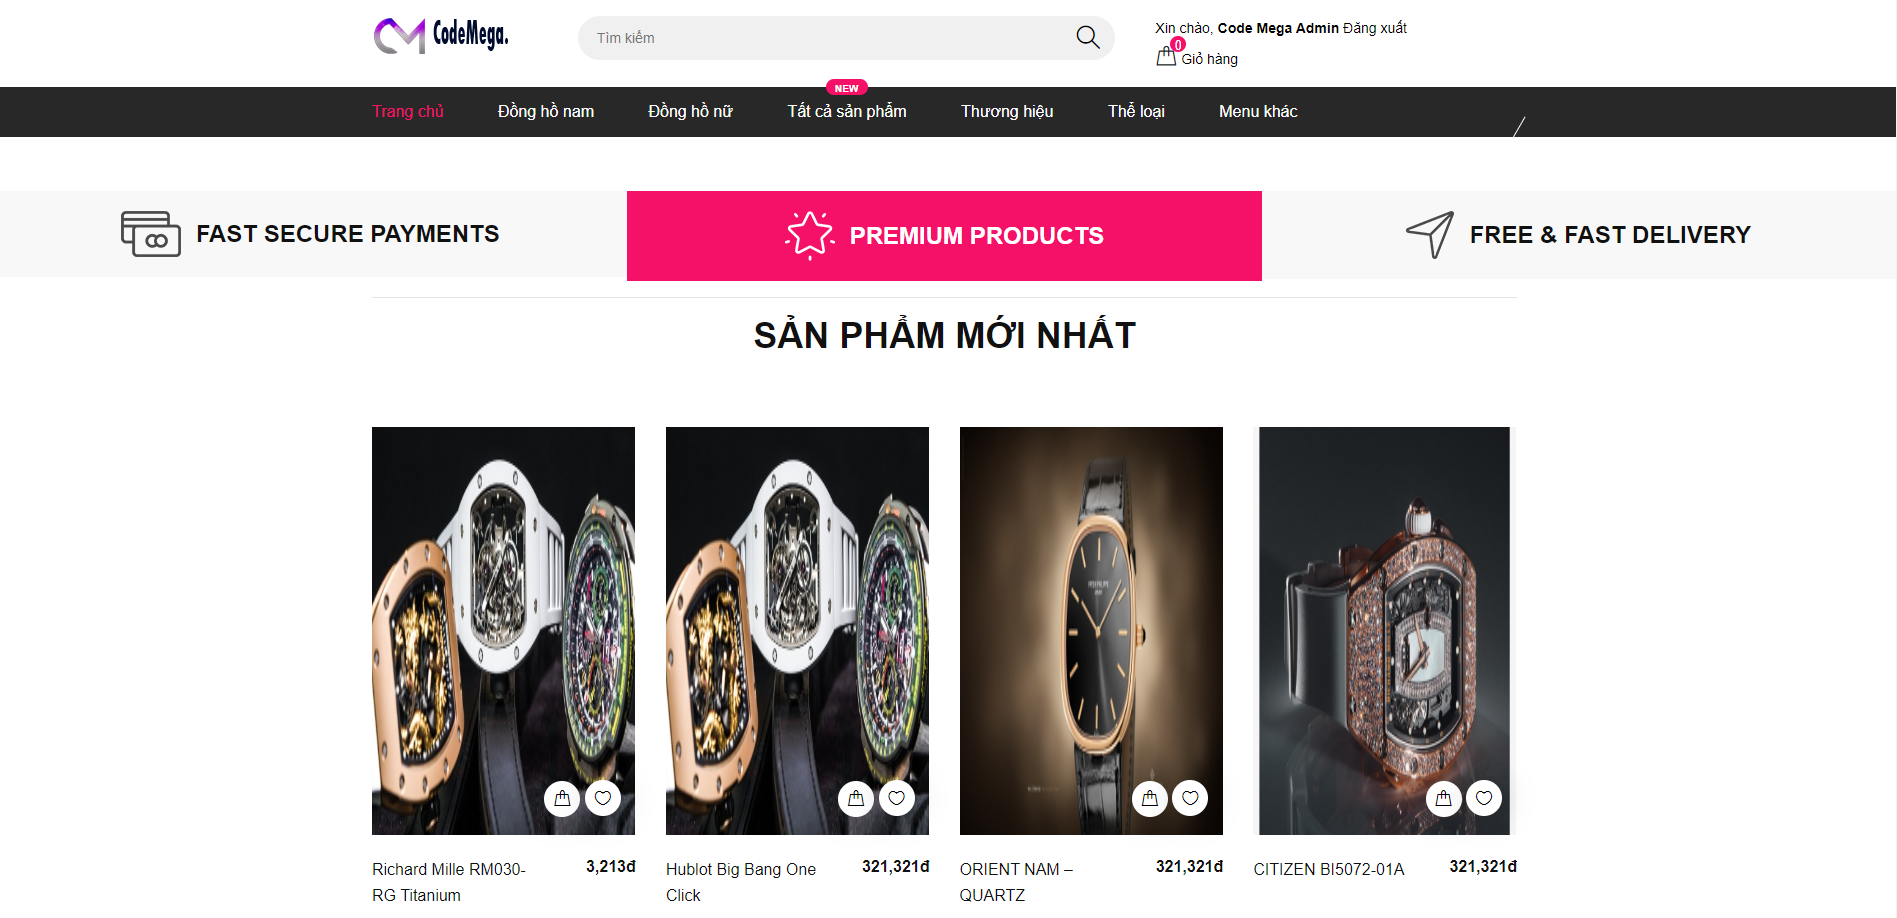 CodeMega.
Tìm kiếm
Xin chào, Code Mega Admin Đăng xuất
0
Giỏ hàng
NEW
Trang chủ
Đồng hồ nam
Đồng hồ nữ
Tất cả sản phẩm
Thương hiệu
Thể loại
Menu khác
FAST SECURE PAYMENTS
PREMIUM PRODUCTS
FREE & FAST DELIVERY
SẢN PHẨM MỚI NHẤT
Richard Mille RM030-
RG Titanium
3,213đ
Hublot Big Bang One
Click
321,321đ
ORIENT NAM –
QUARTZ
321,321đ
CITIZEN BI5072-01A
321,321đ